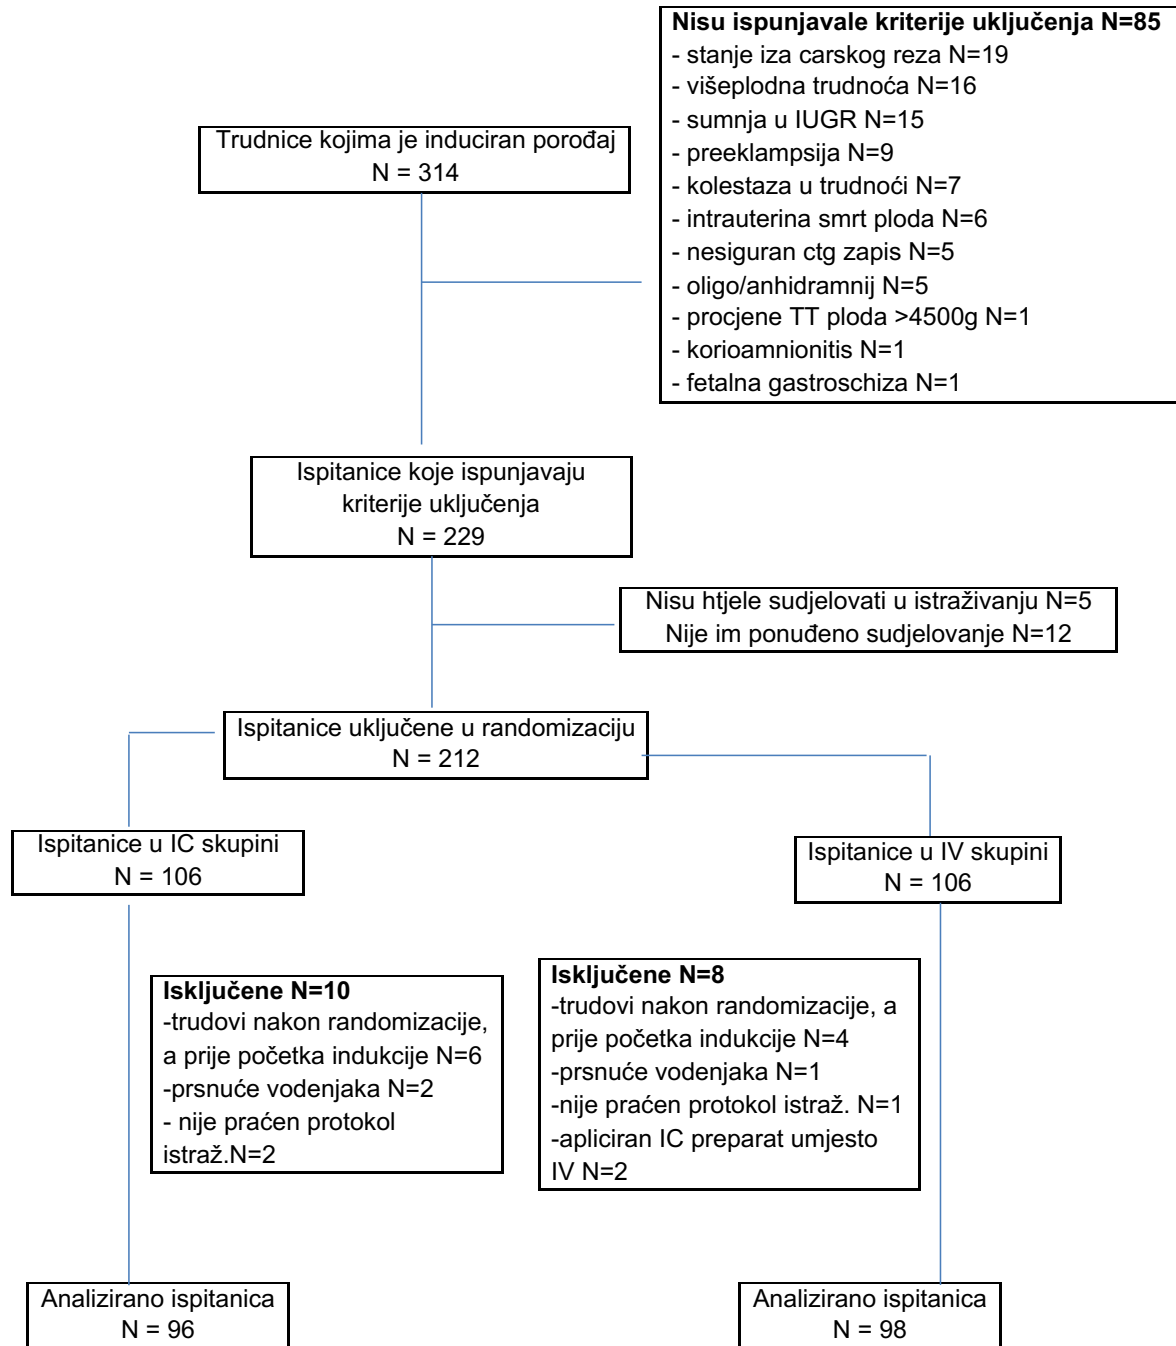 Nisu ispunjavale kriterije uključenja N=85
- stanje iza carskog reza N=19
- višeplodna trudnoća N=16
- sumnja u IUGR N=15
- preeklampsija N=9
- kolestaza u trudnoći N=7
- intrauterina smrt ploda N=6
- nesiguran ctg zapis N=5
- oligo/anhidramnij N=5
- procjene TT ploda >4500g N=1
- korioamnionitis N=1
- fetalna gastroschiza N=1
Trudnice kojima je induciran porođaj
N = 314
Ispitanice koje ispunjavaju
kriterije uključenja
N = 229
Nisu htjele sudjelovati u istraživanju N=5
Nije im ponuđeno sudjelovanje N=12
Ispitanice uključene u randomizaciju
N = 212
Ispitanice u IC skupini
N = 106
Ispitanice u IV skupini
N = 106
Isključene N=10
-trudovi nakon randomizacije,
a prije početka indukcije N=6
-prsnuće vodenjaka N=2
- nije praćen protokol
istraž.N=2
Isključene N=8
-trudovi nakon randomizacije, a
prije početka indukcije N=4
-prsnuće vodenjaka N=1
-nije praćen protokol istraž. N=1
-apliciran IC preparat umjesto
IV N=2
Analizirano ispitanica
N = 96
Analizirano ispitanica
N = 98